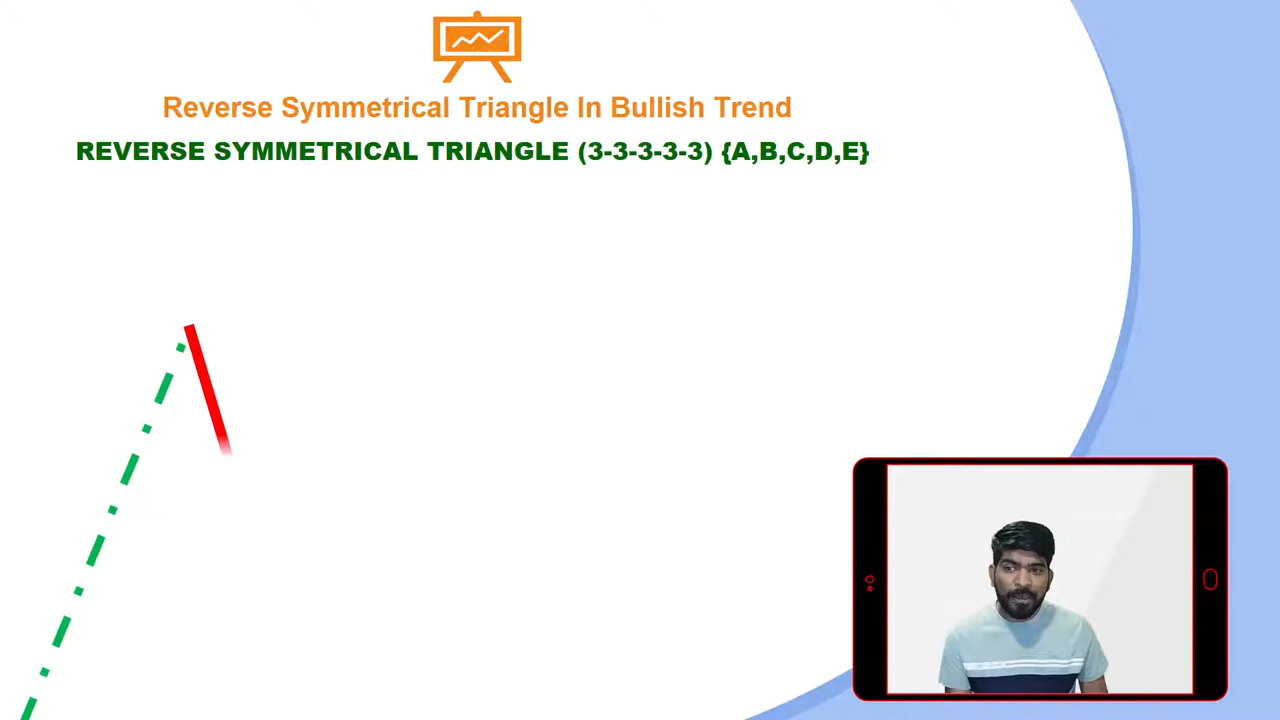 Reverse Symmetrical Triangle In Bullish Trend
REVERSE SYMMETRICAL TRIANGLE (3-3-3-3-3) {A,B,C,D,E}